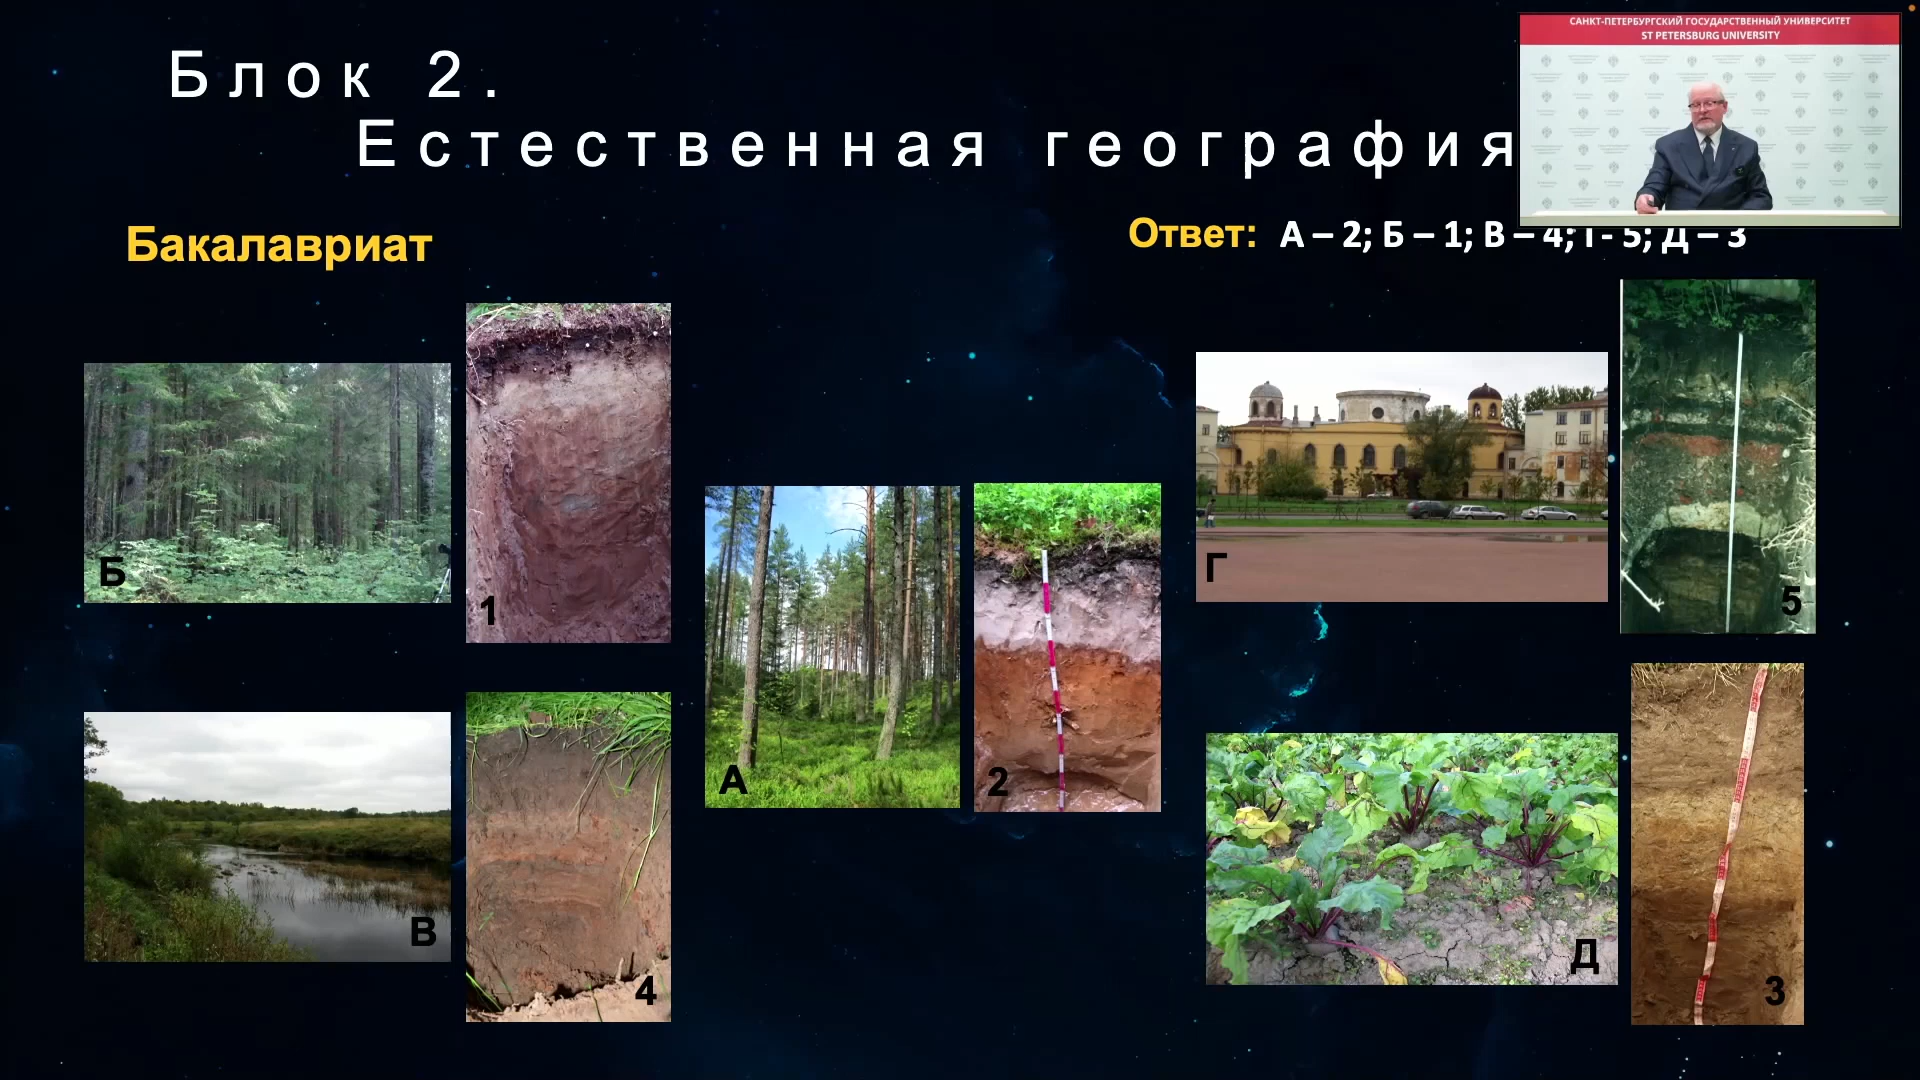 Блок 2.
Естественная география
САНКТ-ПЕТЕРБУРГСКИЙ ГОСУДАРСТВЕННЫЙ УНИВЕРСИТЕТ
ST PETERSBURG UNIVERSITY
Бакалавриат
Ответ: А – 2; Б – 1; В – 4; Г- 5; Д – 3
Б
1
А
2
Г
5
В
4
Д
3